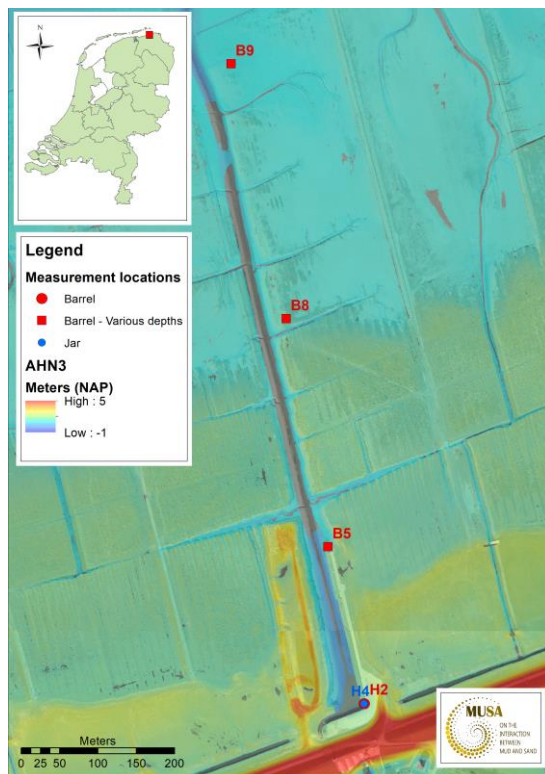 N
B9
Legend
Measurement locations
Barrel
Barrel - Various depths
Jar
AHN3
Meters (NAP)
High : 5
Low : -1
B8
B5
H4 H2
Meters
0 25 50 100 150 200
MUSA
ON THE
INTERACTION
BETWEEN
MUD AND SAND